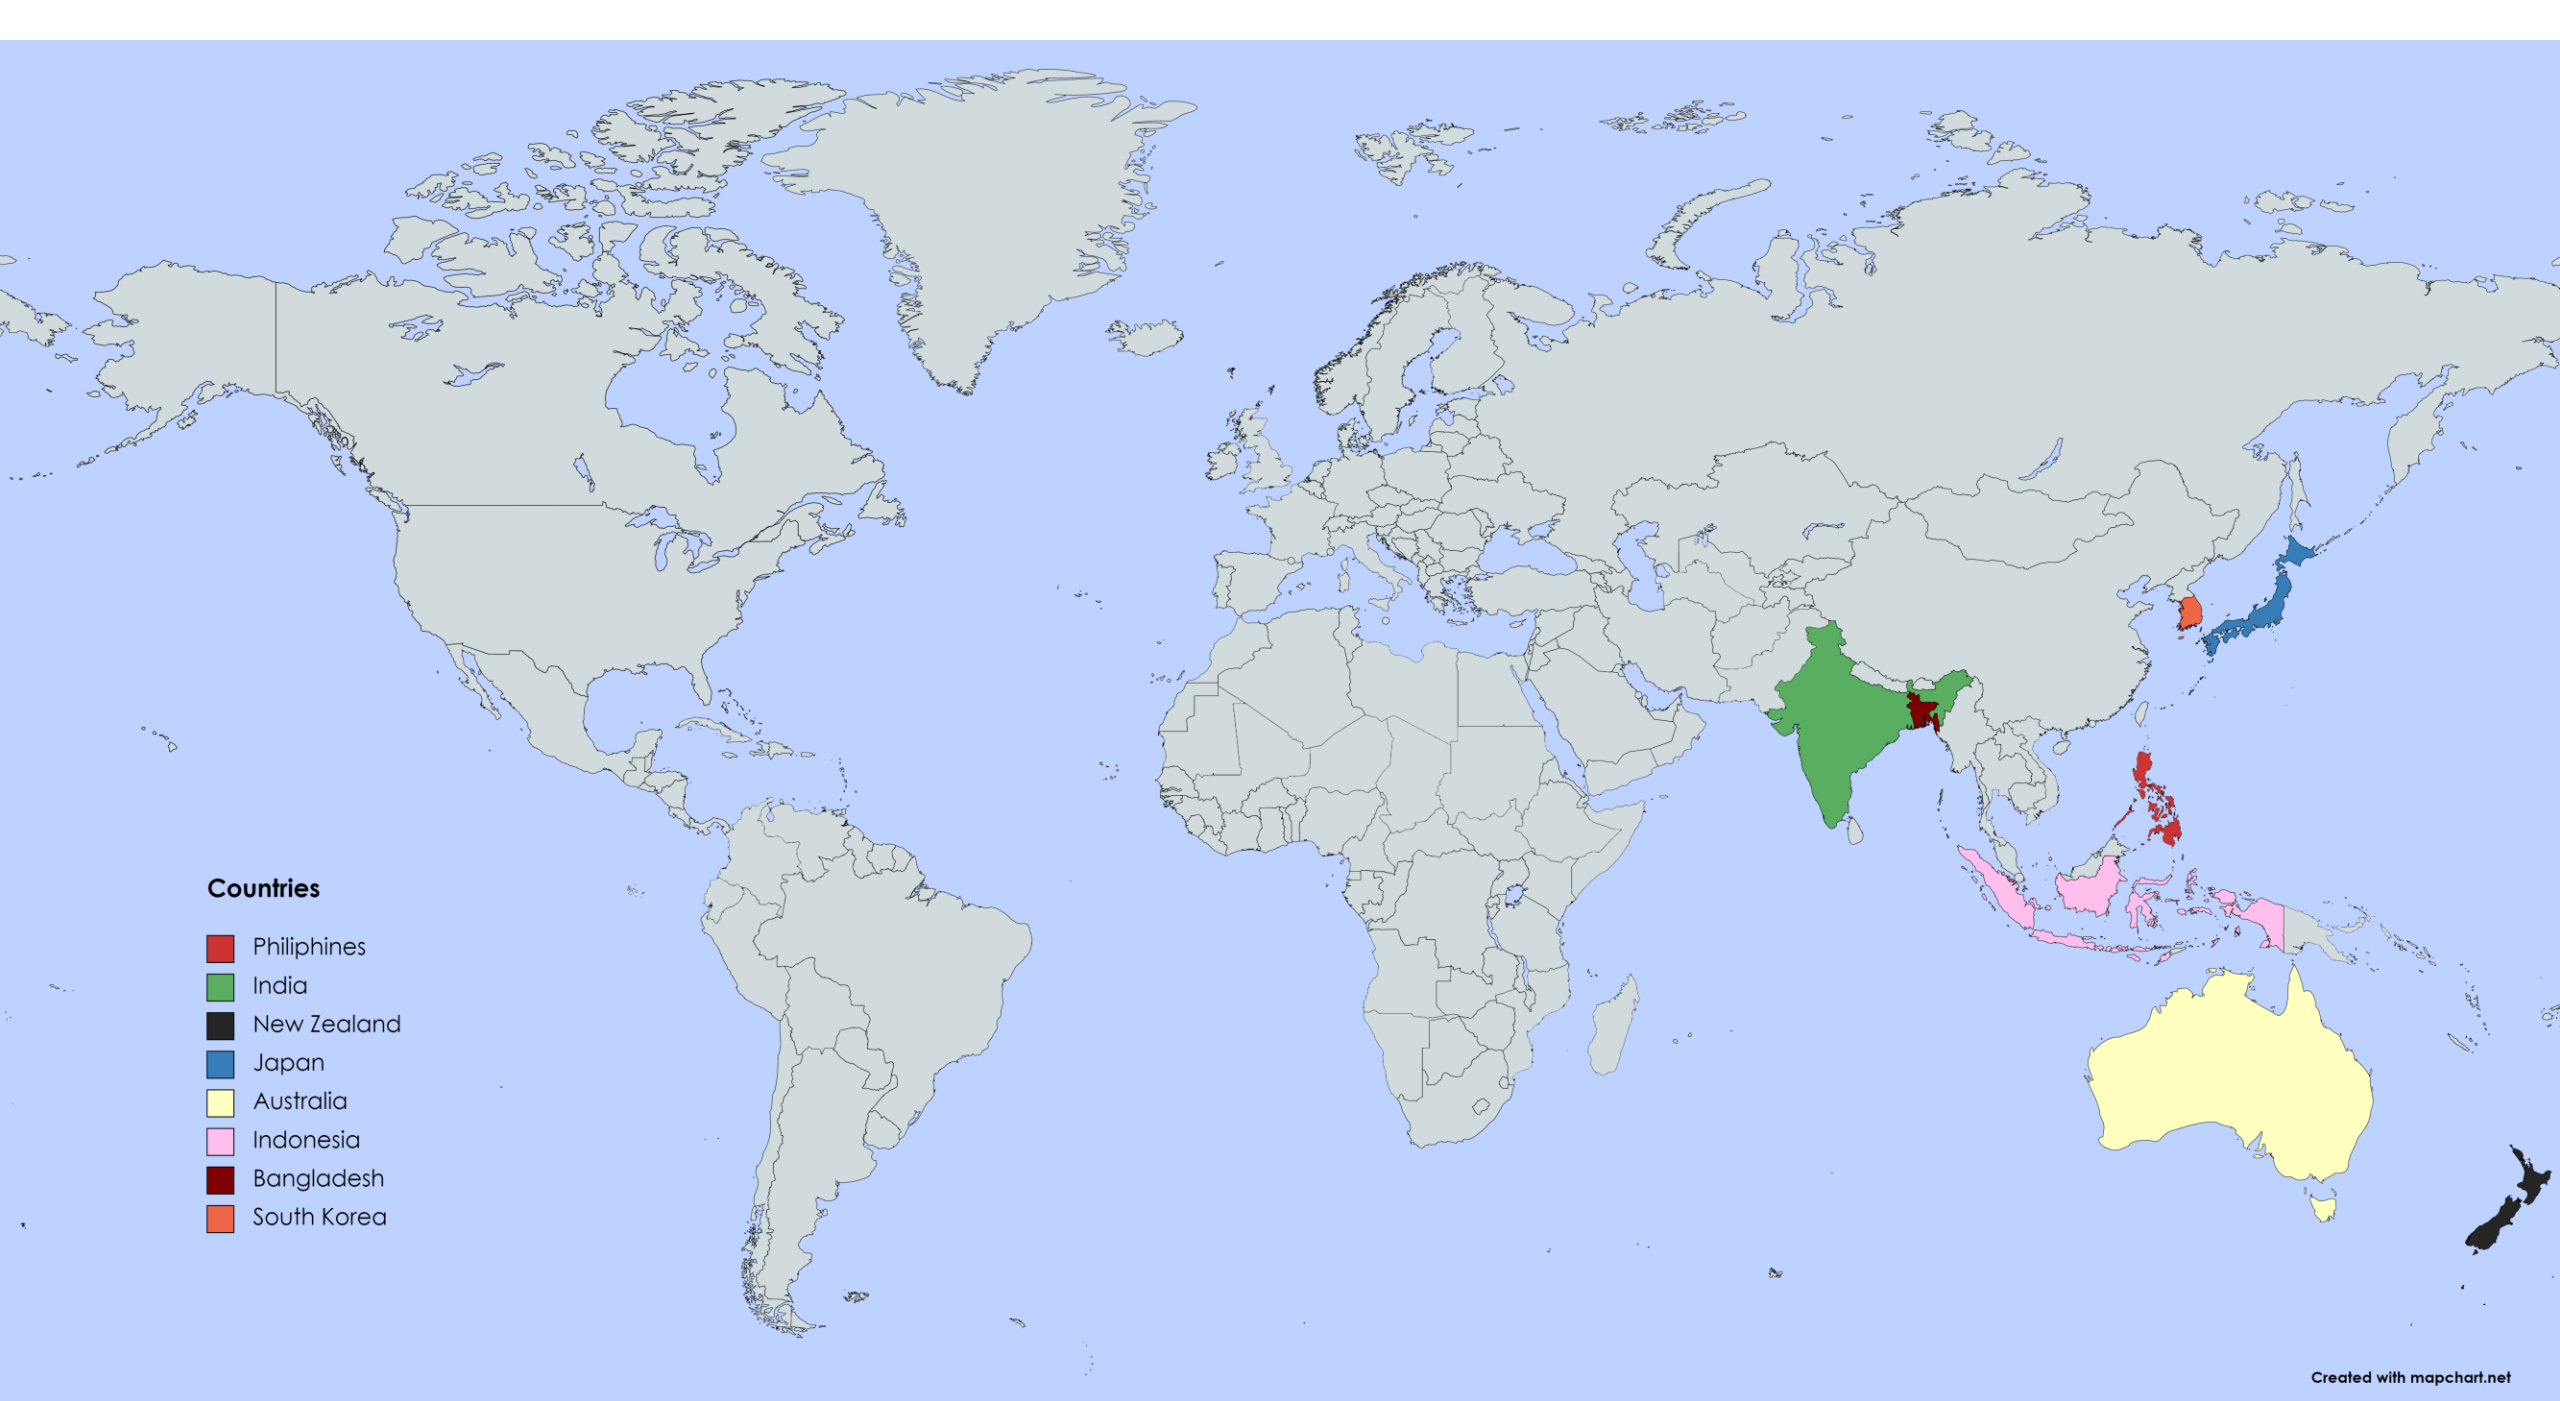 Countries
Philiphines
India
New Zealand
Japan
Australia
Indonesia
Bangladesh
South Korea
Created with mapchart.net